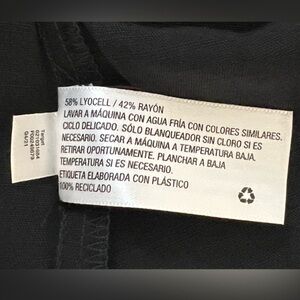 58% LYOCELL / 42% RAYÓN
LAVAR A MÁQUINA CON AGUA FRÍA CON COLORES SIMILARES.
CICLO DELICADO. SÓLO BLANQUEADOR SIN CLORO SI ES
NECESARIO. SECAR A MÁQUINA A TEMPERATURA BAJA.
RETIRAR OPORTUNAMENTE. PLANCHAR A BAJA
TEMPERATURA SI ES NECESARIO.
ETIQUETA ELABORADA CON PLÁSTICO
100% RECICLADO
Target